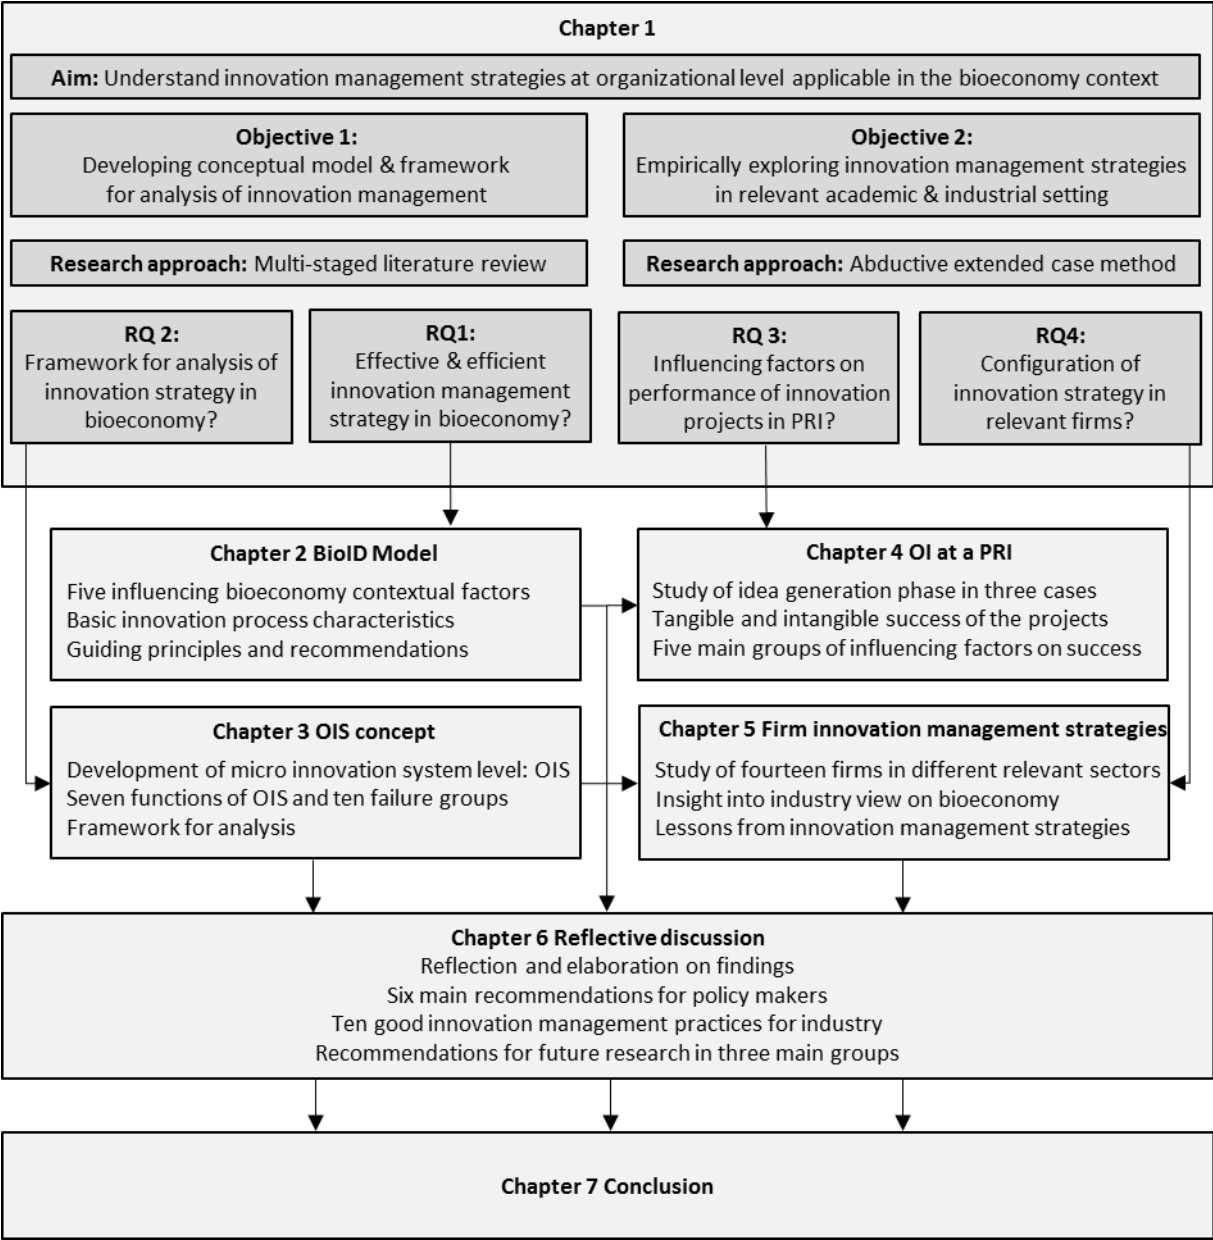 Chapter 1
Aim: Understand innovation management strategies at organizational level applicable in the bioeconomy context
Objective 1:
Developing conceptual model & framework
for analysis of innovation management
Objective 2:
Empirically exploring innovation management strategies
in relevant academic & industrial setting
Research approach: Multi-staged literature review
Research approach: Abductive extended case method
RQ 2:
Framework for analysis of
innovation strategy in
bioeconomy?
RQ1:
Effective & efficient
innovation management
strategy in bioeconomy?
RQ 3:
Influencing factors on
performance of innovation
projects in PRI?
RQ4:
Configuration of
innovation strategy in
relevant firms?
Chapter 2 BioID Model
Five influencing bioeconomy contextual factors
Basic innovation process characteristics
Guiding principles and recommendations
Chapter 4 OI at a PRI
Study of idea generation phase in three cases
Tangible and intangible success of the projects
Five main groups of influencing factors on success
Chapter 3 OIS concept
Development of micro innovation system level: OIS
Seven functions of OIS and ten failure groups
Framework for analysis
Chapter 5 Firm innovation management strategies
Study of fourteen firms in different relevant sectors
Insight into industry view on bioeconomy
Lessons from innovation management strategies
Chapter 6 Reflective discussion
Reflection and elaboration on findings
Six main recommendations for policy makers
Ten good innovation management practices for industry
Recommendations for future research in three main groups
Chapter 7 Conclusion